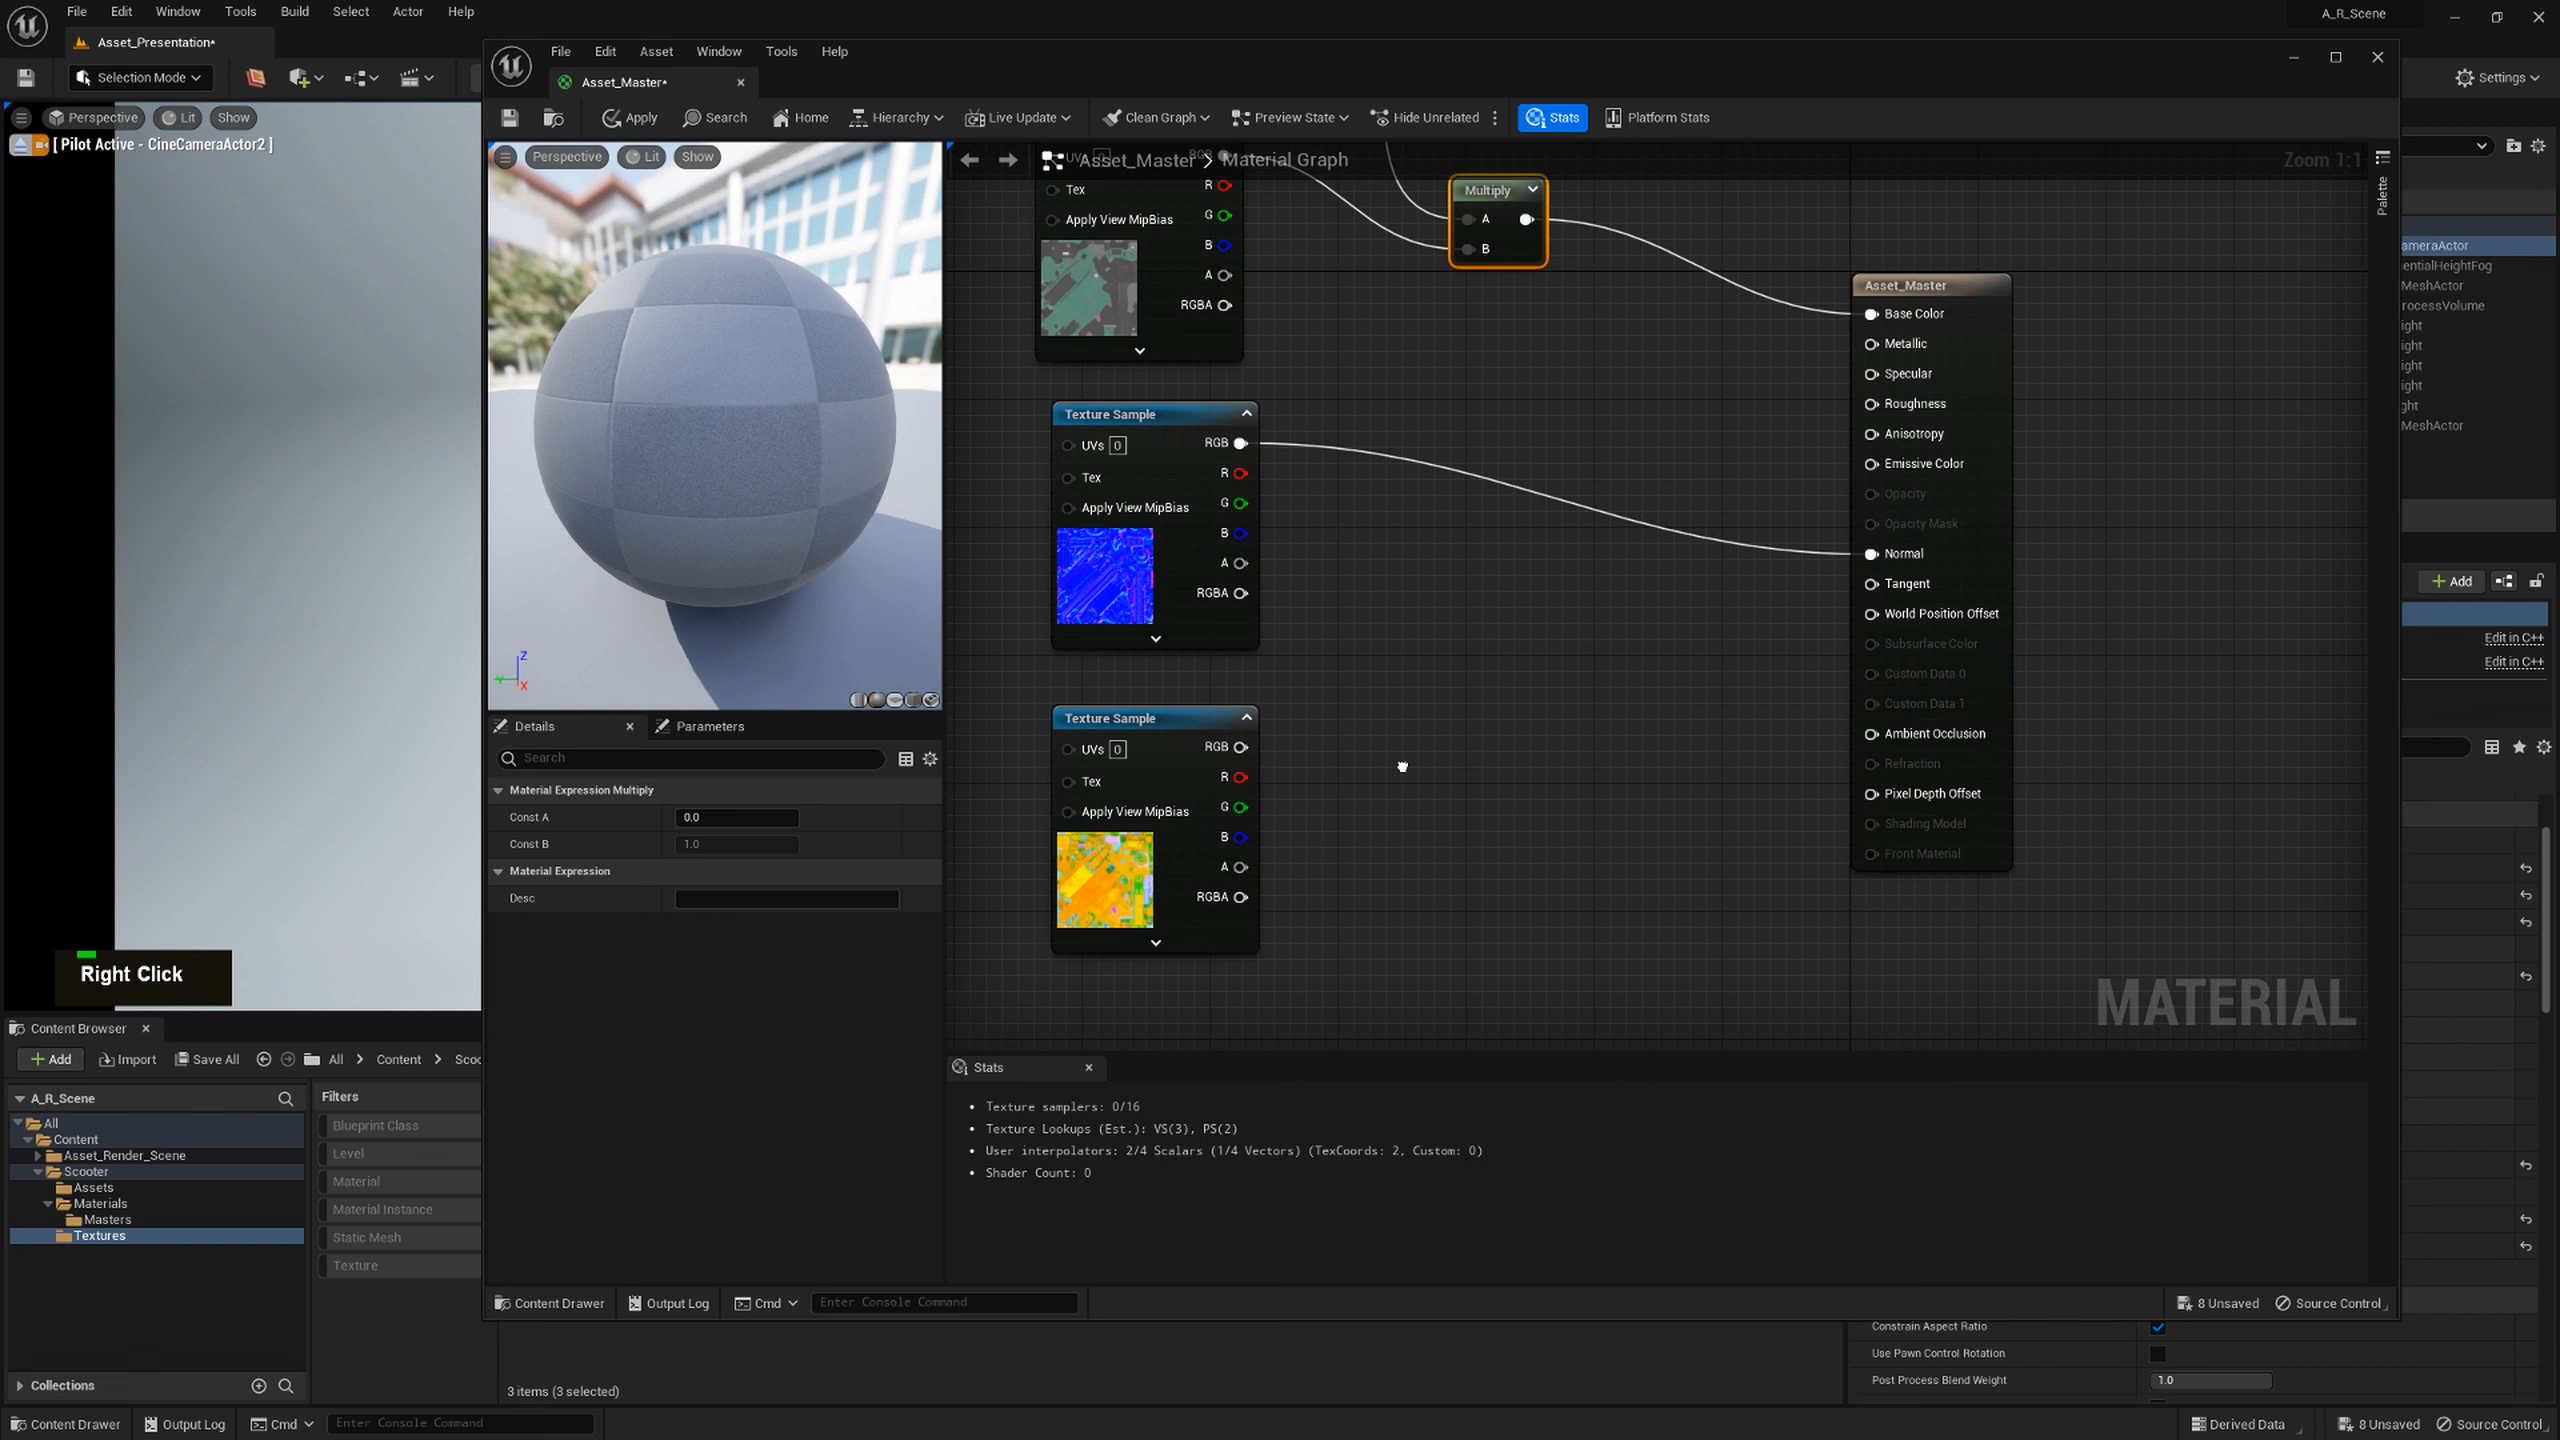 File Edit Window Tools Build Select Actor Help
A_R_Scene
Asset_Presentation*
Selection Mode
Settings
Perspective Lit Show
[ Pilot Active - CineCameraActor2 ]
File Edit Asset Window Tools Help
Asset_Master*
Apply Search Home Hierarchy Live Update Clean Graph Preview State Hide Unrelated Stats Platform Stats
Perspective Lit Show
Asset_Master > Material Graph
Zoom 1:1
Palette
UVs 0 RGB
Tex R
Apply View MipBias G
B
A
RGBA
Multiply
A
B
Asset_Master
Base Color
Metallic
Specular
Roughness
Anisotropy
Emissive Color
Opacity
Opacity Mask
Normal
Tangent
World Position Offset
Subsurface Color
Custom Data 0
Custom Data 1
Ambient Occlusion
Refraction
Pixel Depth Offset
Shading Model
Front Material
Texture Sample
UVs 0 RGB
Tex R
Apply View MipBias G
B
A
RGBA
Texture Sample
UVs 0 RGB
Tex R
Apply View MipBias G
B
A
RGBA
MATERIAL
Z
Y
X
Details Parameters
Search
Material Expression Multiply
Const A 0.0
Const B 1.0
Material Expression
Desc
ameraActor
entialHeightFog
MeshActor
rocessVolume
ight
ight
ight
ight
ght
MeshActor
Add
Edit in C++
Edit in C++
Right Click
Stats
• Texture samplers: 0/16
• Texture Lookups (Est.): VS(3), PS(2)
• User interpolators: 2/4 Scalars (1/4 Vectors) (TexCoords: 2, Custom: 0)
• Shader Count: 0
Content Drawer Output Log Cmd Enter Console Command
8 Unsaved Source Control
Content Browser
Add Import Save All All > Content > Scoo
A_R_Scene
All
Content
Asset_Render_Scene
Scooter
Assets
Materials
Masters
Textures
Filters
Blueprint Class
Level
Material
Material Instance
Static Mesh
Texture
Collections
3 items (3 selected)
Constrain Aspect Ratio
Use Pawn Control Rotation
Post Process Blend Weight 1.0
Content Drawer Output Log Cmd Enter Console Command
Derived Data 8 Unsaved Source Control